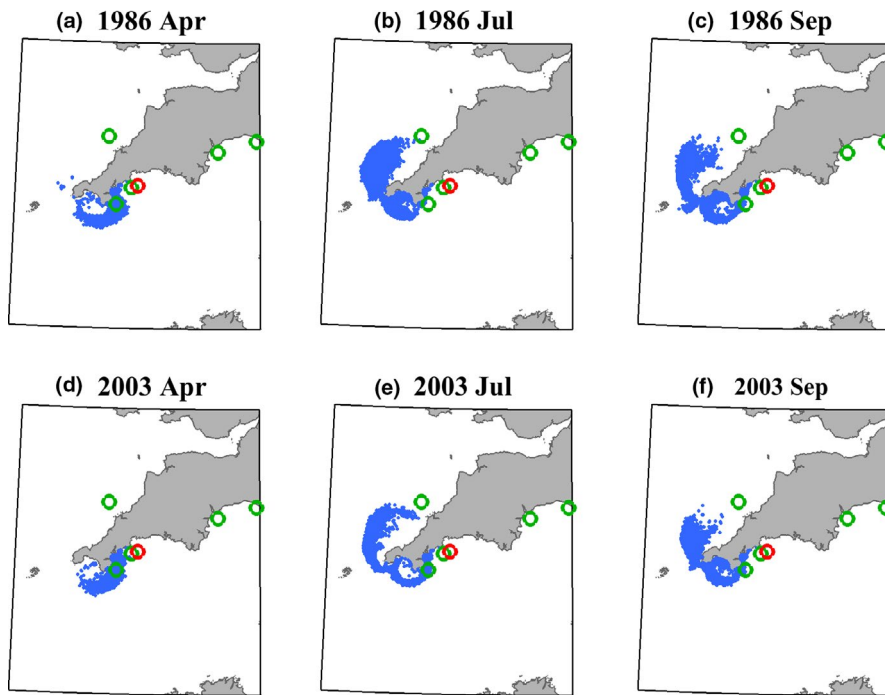 (a) 1986 Apr
(b) 1986 Jul
(c) 1986 Sep
(d) 2003 Apr
(e) 2003 Jul
(f) 2003 Sep